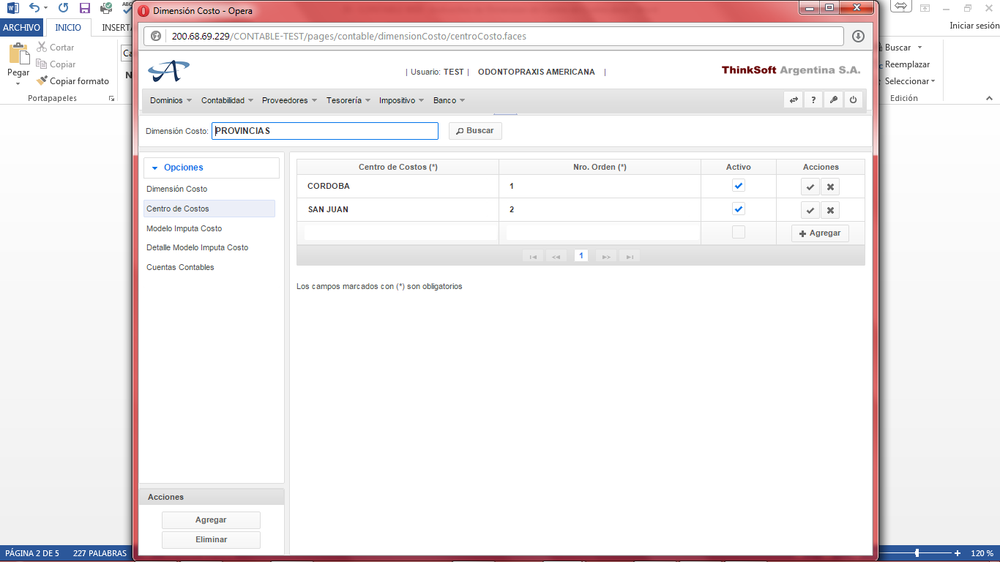 Dimensión Costo - Opera
ARCHIVO INICIO INSERTA
Iniciar sesión
200.68.69.229/CONTABLE-TEST/pages/contable/dimensionCosto/centroCosto.faces
Pegar
Cortar
Copiar
Copiar formato
Portapapeles
Buscar
Reemplazar
Seleccionar
Edición
| Usuario: TEST | ODONTOPRAXIS AMERICANA |
ThinkSoft Argentina S.A.
Dominios Contabilidad Proveedores Tesorería Impositivo Banco
Dimensión Costo: PROVINCIAS Buscar
Opciones
Dimensión Costo
Centro de Costos
Modelo Imputa Costo
Detalle Modelo Imputa Costo
Cuentas Contables
Centro de Costos (*) Nro. Orden (*) Activo Acciones
CORDOBA 1
SAN JUAN 2
Agregar
1
Los campos marcados con (*) son obligatorios
Acciones
Agregar
Eliminar
PÁGINA 2 DE 5 227 PALABRAS
120 %